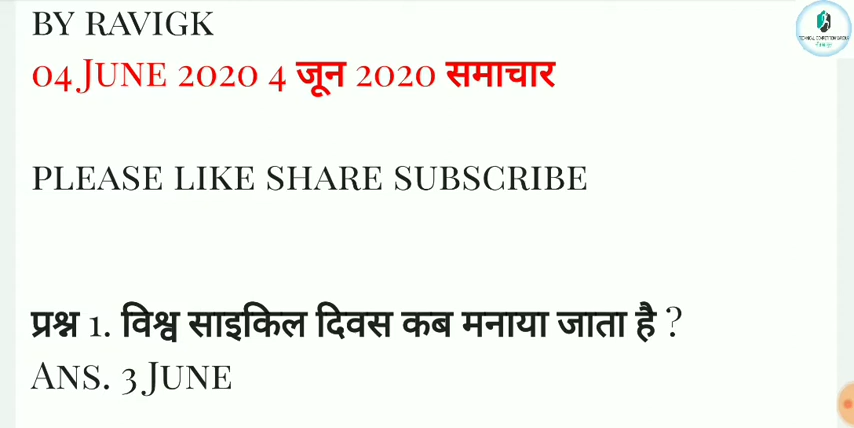 BY RAVIGK
04 JUNE 2020 4 जून 2020 समाचार
PLEASE LIKE SHARE SUBSCRIBE
प्रश्न 1. विश्व साइकिल दिवस कब मनाया जाता है ?
ANS. 3 JUNE